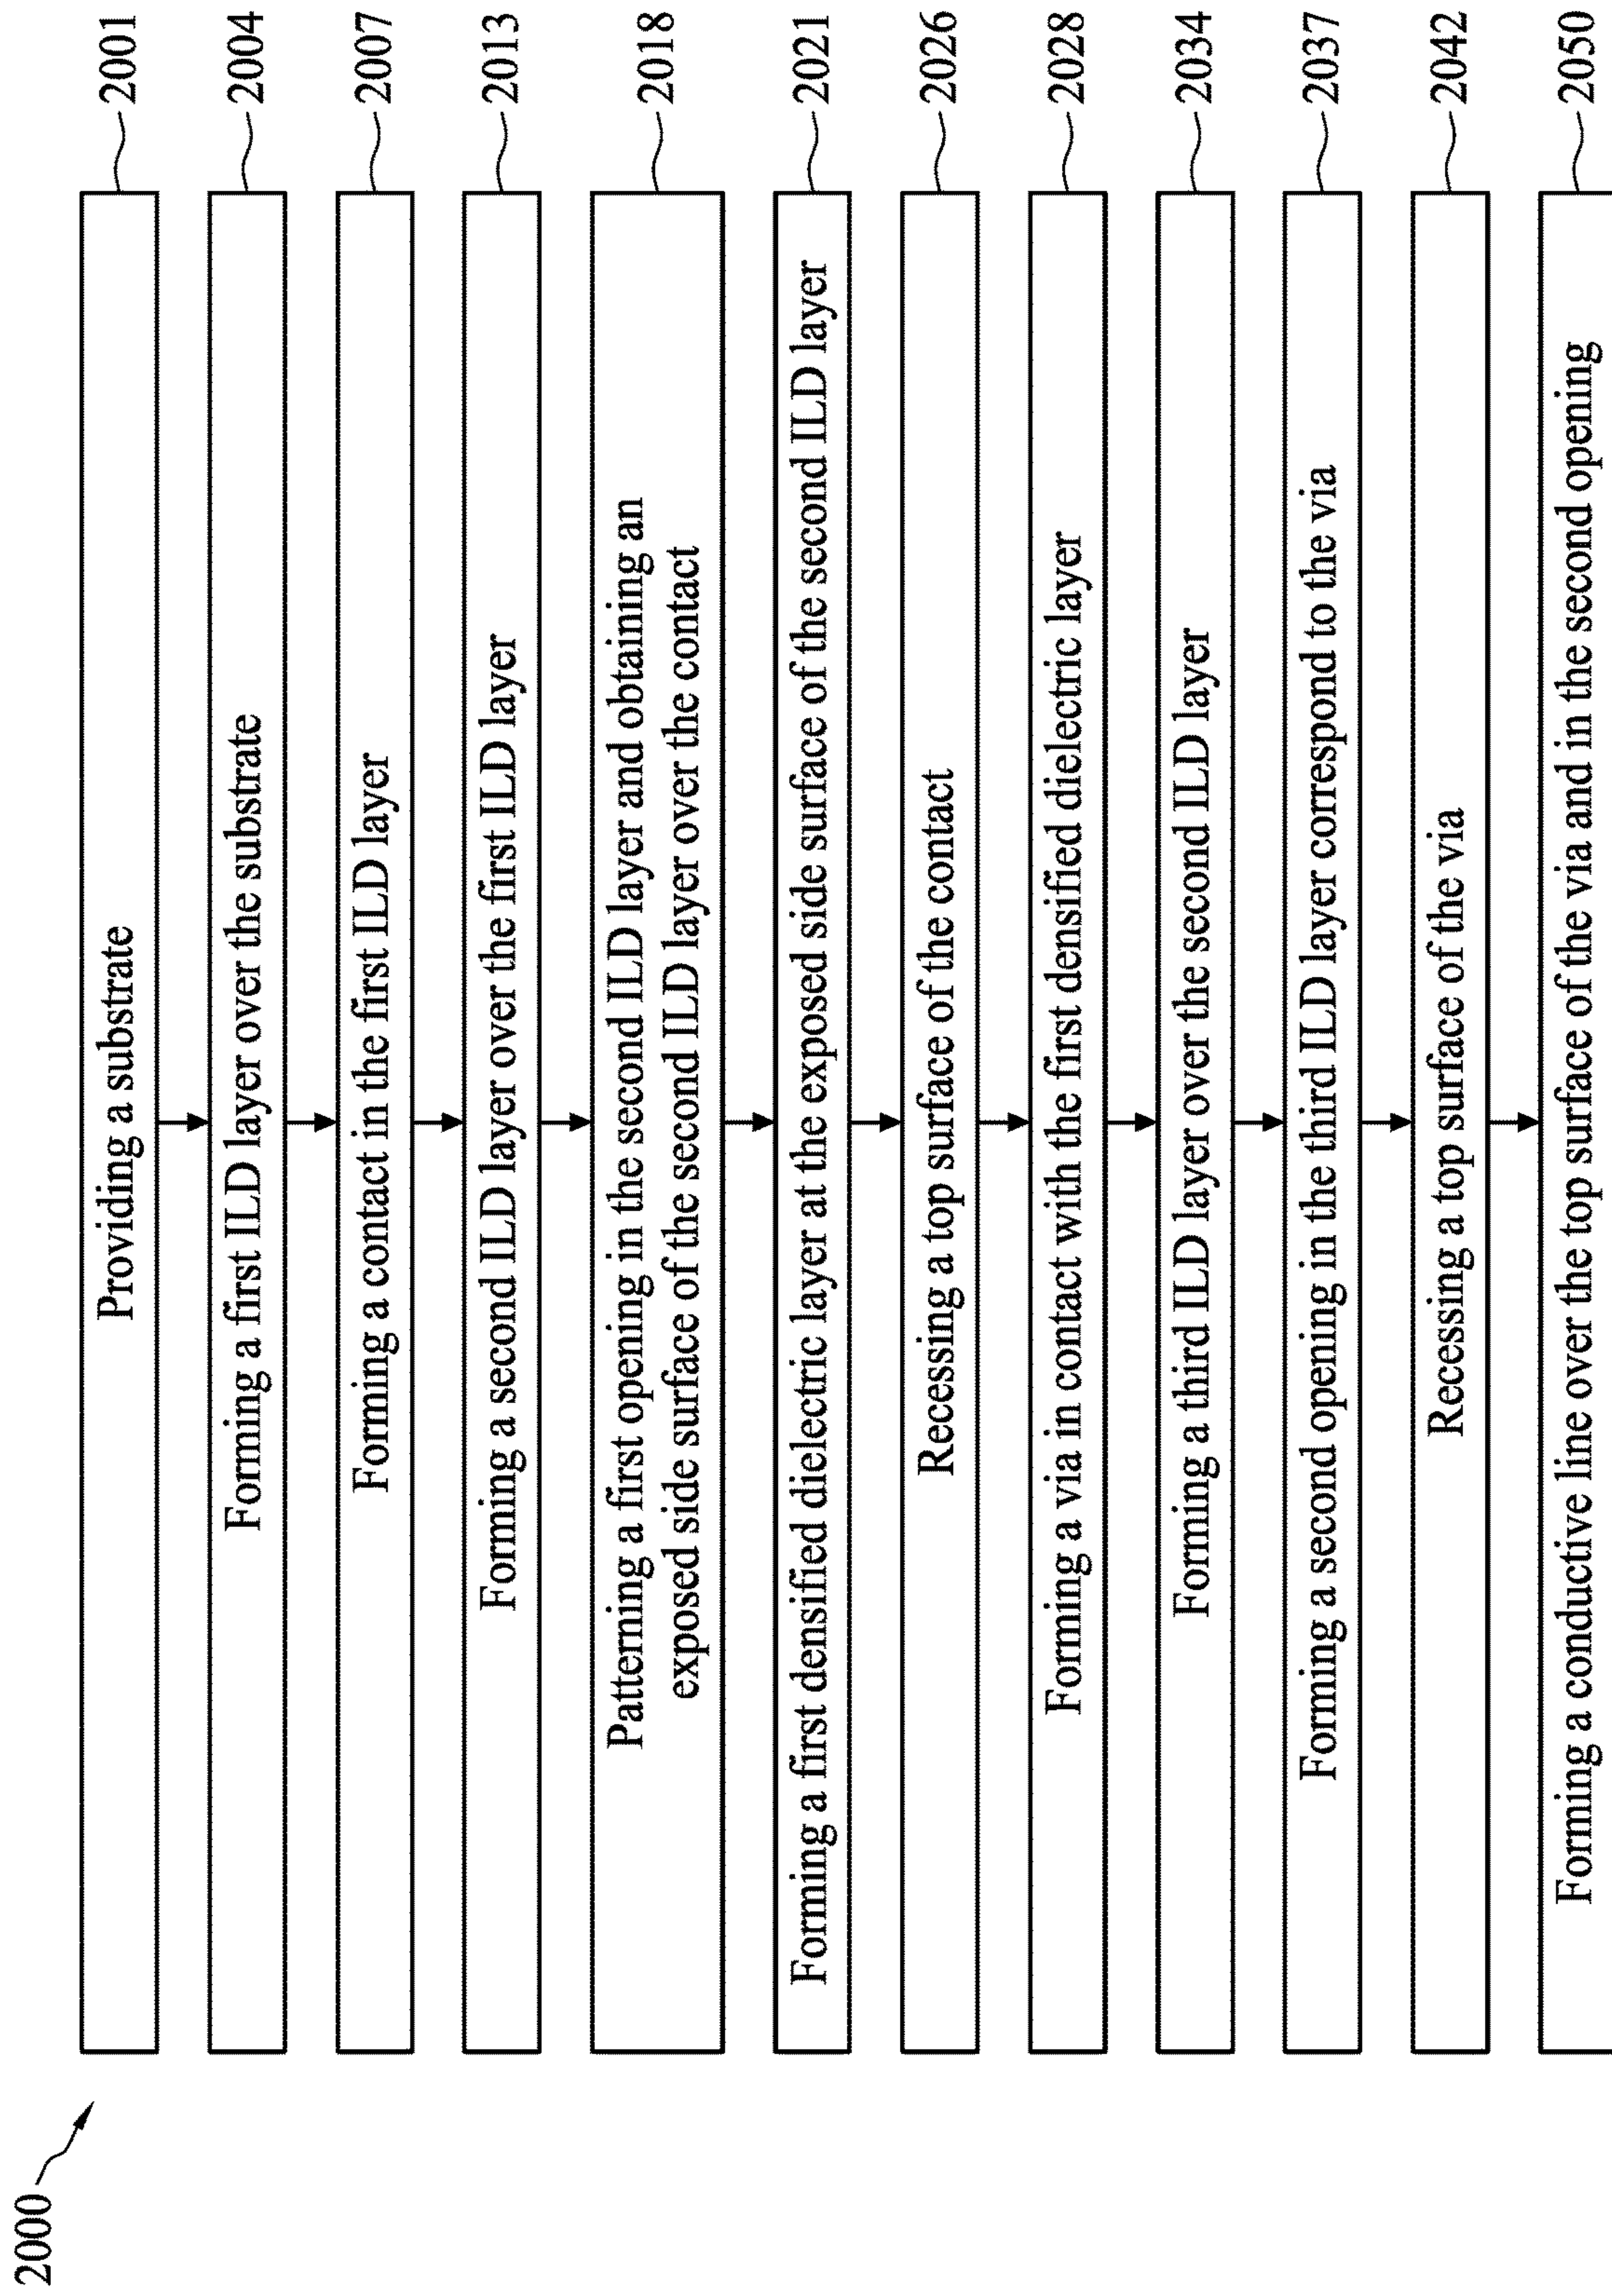 2000
Providing a substrate 2001
Forming a first ILD layer over the substrate 2004
Forming a contact in the first ILD layer 2007
Forming a second ILD layer over the first ILD layer 2013
Patterning a first opening in the second ILD layer and obtaining an
exposed side surface of the second ILD layer over the contact 2018
Forming a first densified dielectric layer at the exposed side surface of the second ILD layer 2021
Recessing a top surface of the contact 2026
Forming a via in contact with the first densified dielectric layer 2028
Forming a third ILD layer over the second ILD layer 2034
Forming a second opening in the third ILD layer correspond to the via 2037
Recessing a top surface of the via 2042
Forming a conductive line over the top surface of the via and in the second opening 2050